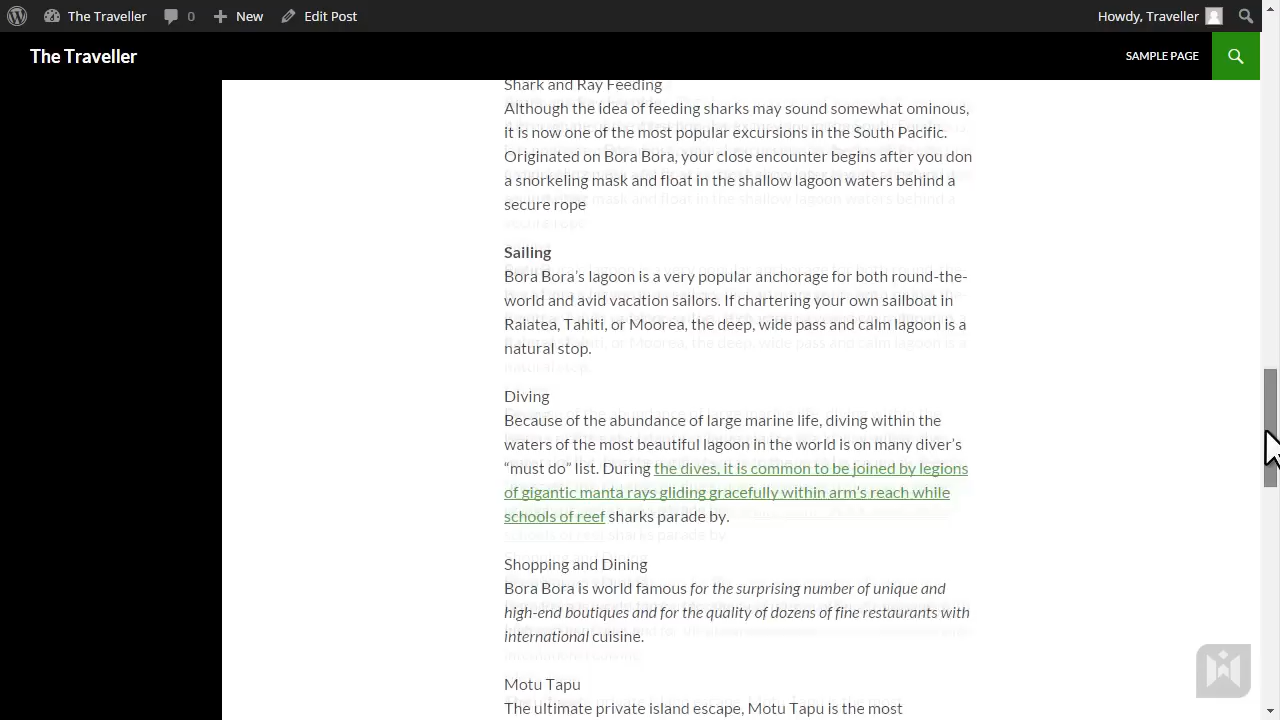 The Traveller
0
New
Edit Post
Howdy, Traveller
The Traveller
SAMPLE PAGE
Shark and Ray Feeding
Although the idea of feeding sharks may sound somewhat ominous,
it is now one of the most popular excursions in the South Pacific.
Originated on Bora Bora, your close encounter begins after you don
a snorkeling mask and float in the shallow lagoon waters behind a
secure rope
Sailing
Bora Bora’s lagoon is a very popular anchorage for both round-the-
world and avid vacation sailors. If chartering your own sailboat in
Raiatea, Tahiti, or Moorea, the deep, wide pass and calm lagoon is a
natural stop.
Diving
Because of the abundance of large marine life, diving within the
waters of the most beautiful lagoon in the world is on many diver’s
“must do” list. During the dives, it is common to be joined by legions
of gigantic manta rays gliding gracefully within arm’s reach while
schools of reef sharks parade by.
Shopping and Dining
Bora Bora is world famous for the surprising number of unique and
high-end boutiques and for the quality of dozens of fine restaurants with
international cuisine.
Motu Tapu
The ultimate private island escape, Motu Tapu is the most